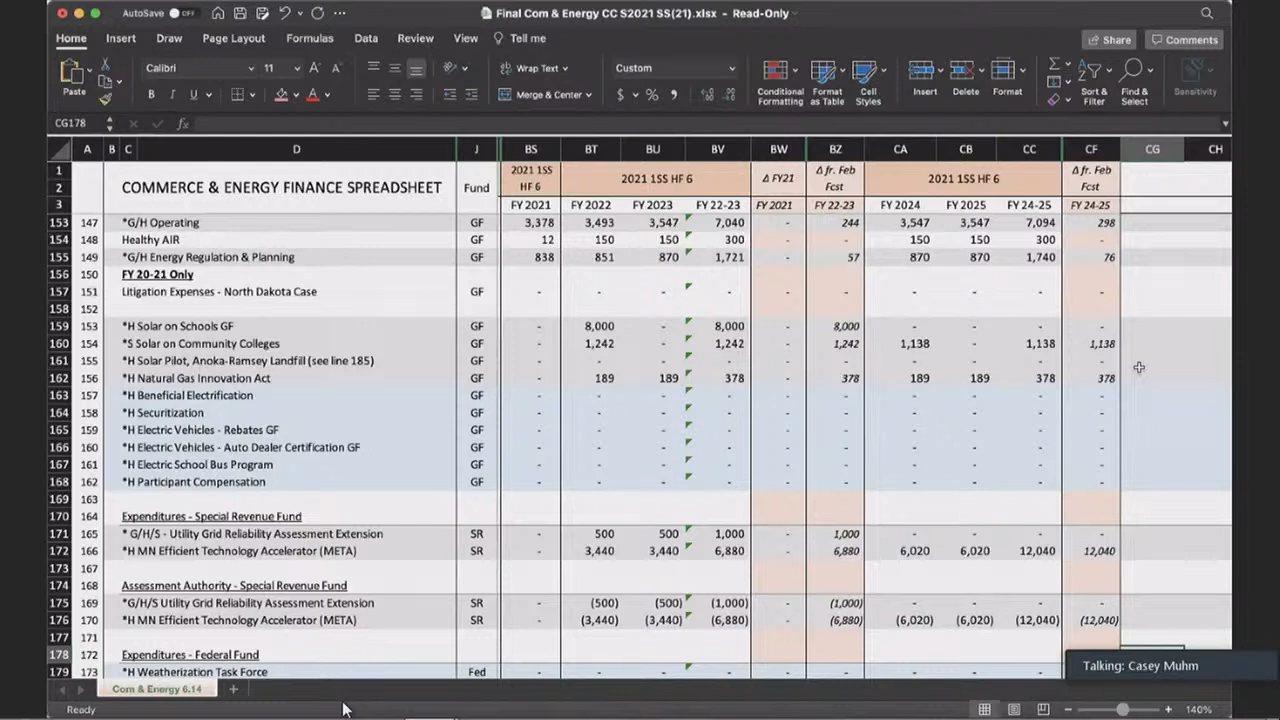 AutoSave OFF Final Com & Energy CC S2021 SS(21).xlsx - Read-Only
Home Insert Draw Page Layout Formulas Data Review View Tell me Share Comments
Paste Calibri 11 Wrap Text Custom
B I U A Merge & Center $ % Conditional Formatting Format as Table Cell Styles Insert Delete Format Sort & Filter Find & Select Sensitivity
CG178 fx
A B C D J BS BT BU BV BW BZ CA CB CC CF CG CH
1 2021 1SS HF 6 Δ fr. Feb Fcst Δ fr. Feb Fcst
2 COMMERCE & ENERGY FINANCE SPREADSHEET Fund 2021 1SS HF 6 Δ FY21 2021 1SS HF 6
3 FY 2021 FY 2022 FY 2023 FY 22-23 FY 2021 FY 22-23 FY 2024 FY 2025 FY 24-25 FY 24-25
153 147 *G/H Operating GF 3,378 3,493 3,547 7,040 - 244 3,547 3,547 7,094 298
154 148 Healthy AIR GF 12 150 150 300 - - 150 150 300 -
155 149 *G/H Energy Regulation & Planning GF 838 851 870 1,721 57 870 870 1,740 76
156 150 FY 20-21 Only
157 151 Litigation Expenses - North Dakota Case GF - - - - - - - - - -
158 152
159 153 *H Solar on Schools GF GF - 8,000 - 8,000 - 8,000 - - - -
160 154 *S Solar on Community Colleges GF - 1,242 - 1,242 - 1,242 1,138 - 1,138 1,138
161 155 *H Solar Pilot, Anoka-Ramsey Landfill (see line 185) GF - - - - - - - - - -
162 156 *H Natural Gas Innovation Act GF - 189 189 378 - 378 189 189 378 378
163 157 *H Beneficial Electrification GF - - - - - - - - - -
164 158 *H Securitization GF - - - - - - - - - -
165 159 *H Electric Vehicles - Rebates GF GF - - - - - - - - - -
166 160 *H Electric Vehicles - Auto Dealer Certification GF GF - - - - - - - - - -
167 161 *H Electric School Bus Program GF - - - - - - - - - -
168 162 *H Participant Compensation GF - - - - - - - - - -
169 163
170 164 Expenditures - Special Revenue Fund
171 165 * G/H/S - Utility Grid Reliability Assessment Extension SR 500 500 1,000 1,000 - - - -
172 166 *H MN Efficient Technology Accelerator (META) SR 3,440 3,440 6,880 6,880 6,020 6,020 12,040 12,040
173 167
174 168 Assessment Authority - Special Revenue Fund
175 169 *G/H/S Utility Grid Reliability Assessment Extension SR - (500) (500) (1,000) - (1,000) - - - -
176 170 *H MN Efficient Technology Accelerator (META) SR - (3,440) (3,440) (6,880) - (6,880) (6,020) (6,020) (12,040) (12,040)
177 171
178 172 Expenditures - Federal Fund
179 173 *H Weatherization Task Force Fed - - - - - - - - -
Talking: Casey Muhm
Com & Energy 6.14 +
Ready 140%